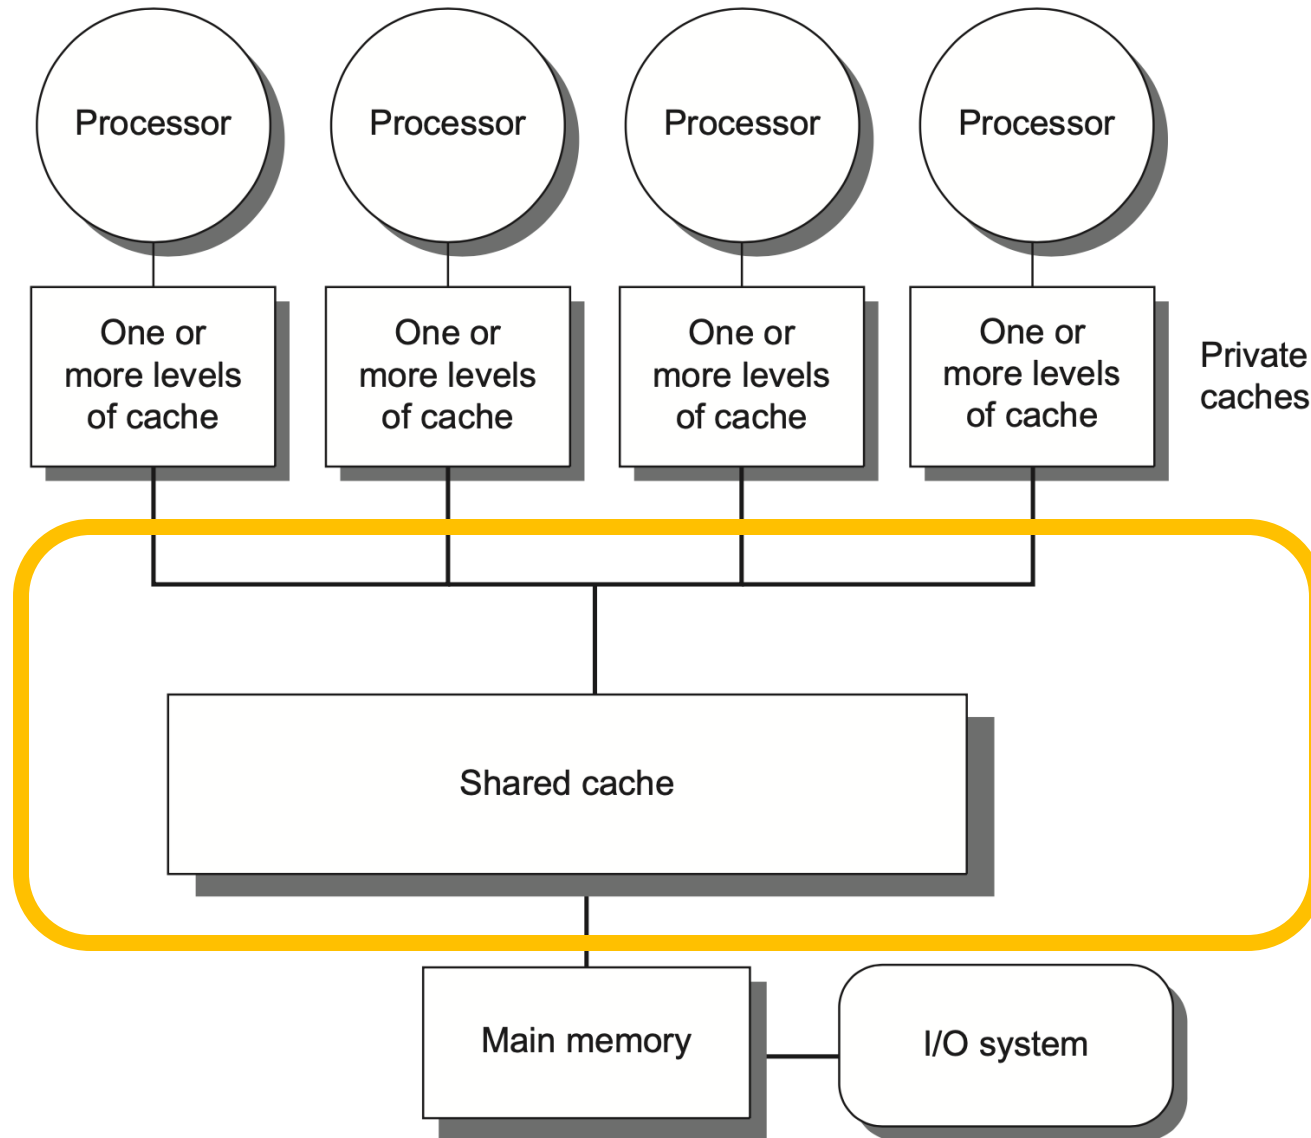 Processor
Processor
Processor
Processor
One or
more levels
of cache
One or
more levels
of cache
One or
more levels
of cache
One or
more levels
of cache
Private
caches
Shared cache
Main memory
I/O system